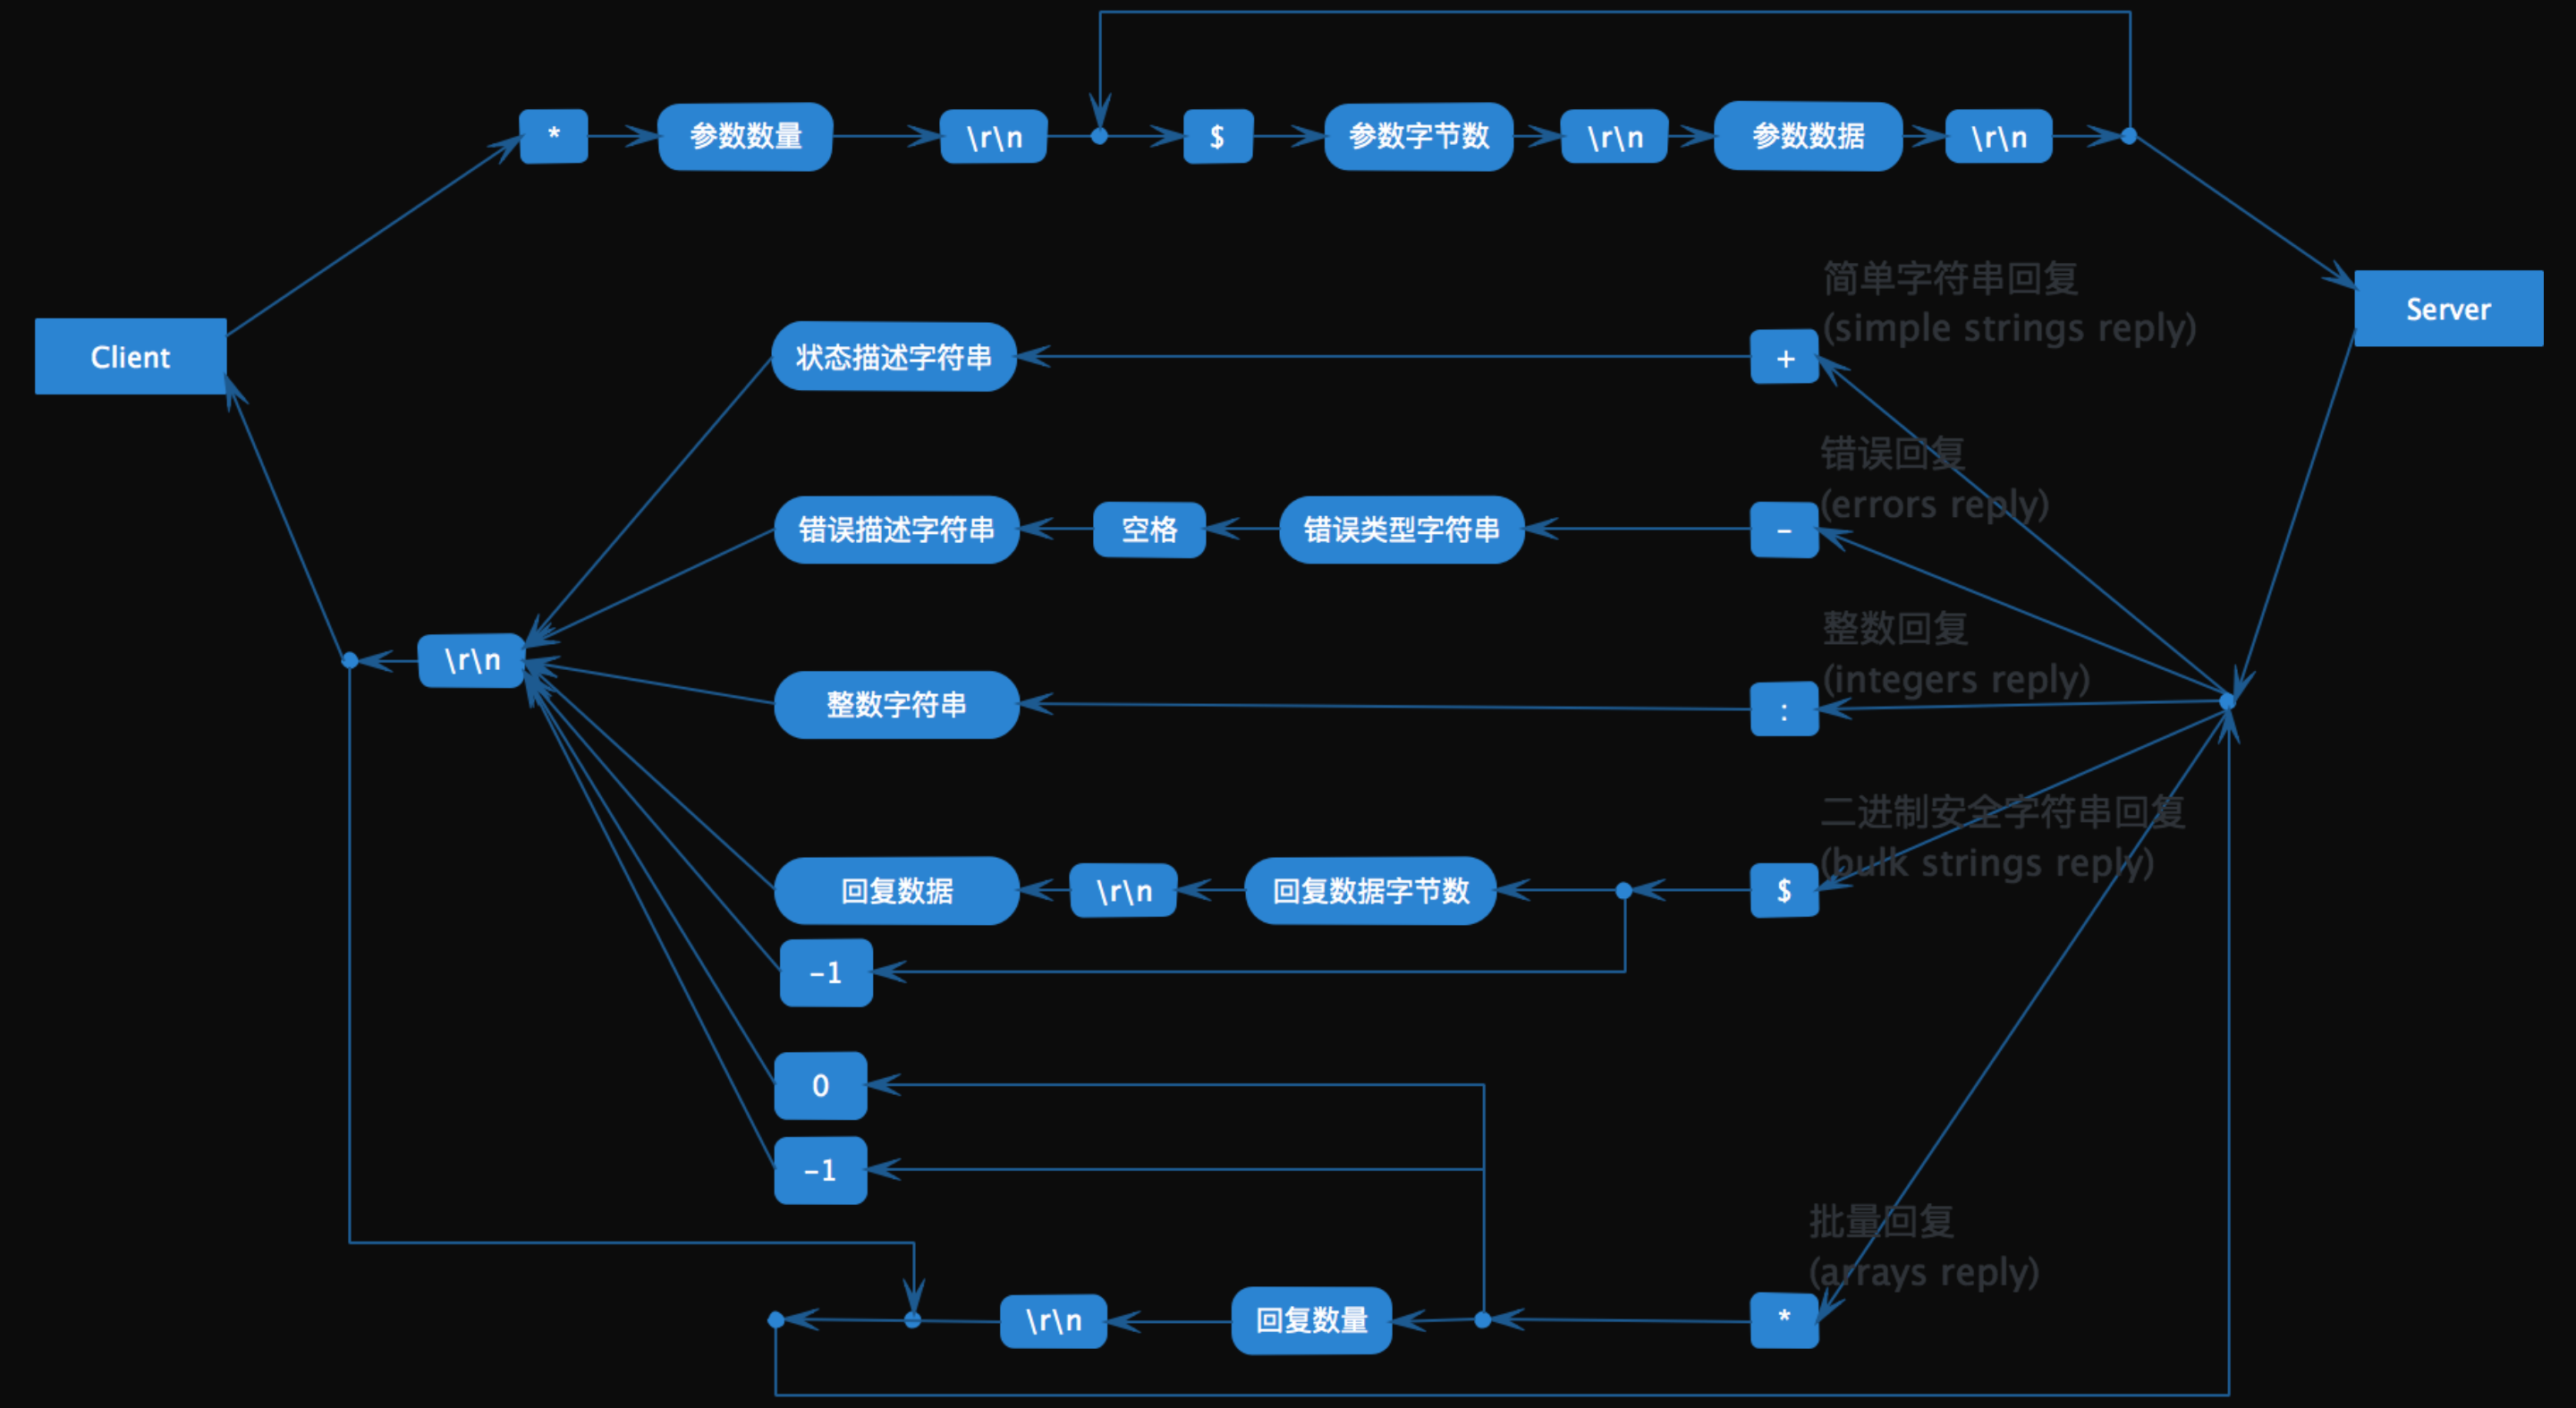 * 参数数量 \r\n $ 参数字节数 \r\n 参数数据 \r\n
简单字符串回复
(simple strings reply)
Server
Client
状态描述字符串 +
错误回复
(errors reply)
错误描述字符串 空格 错误类型字符串 -
整数回复
(integers reply)
\r\n
整数字符串 :
二进制安全字符串回复
(bulk strings reply)
回复数据 \r\n 回复数据字节数 $
-1
0
-1
批量回复
(arrays reply)
\r\n 回复数量 *